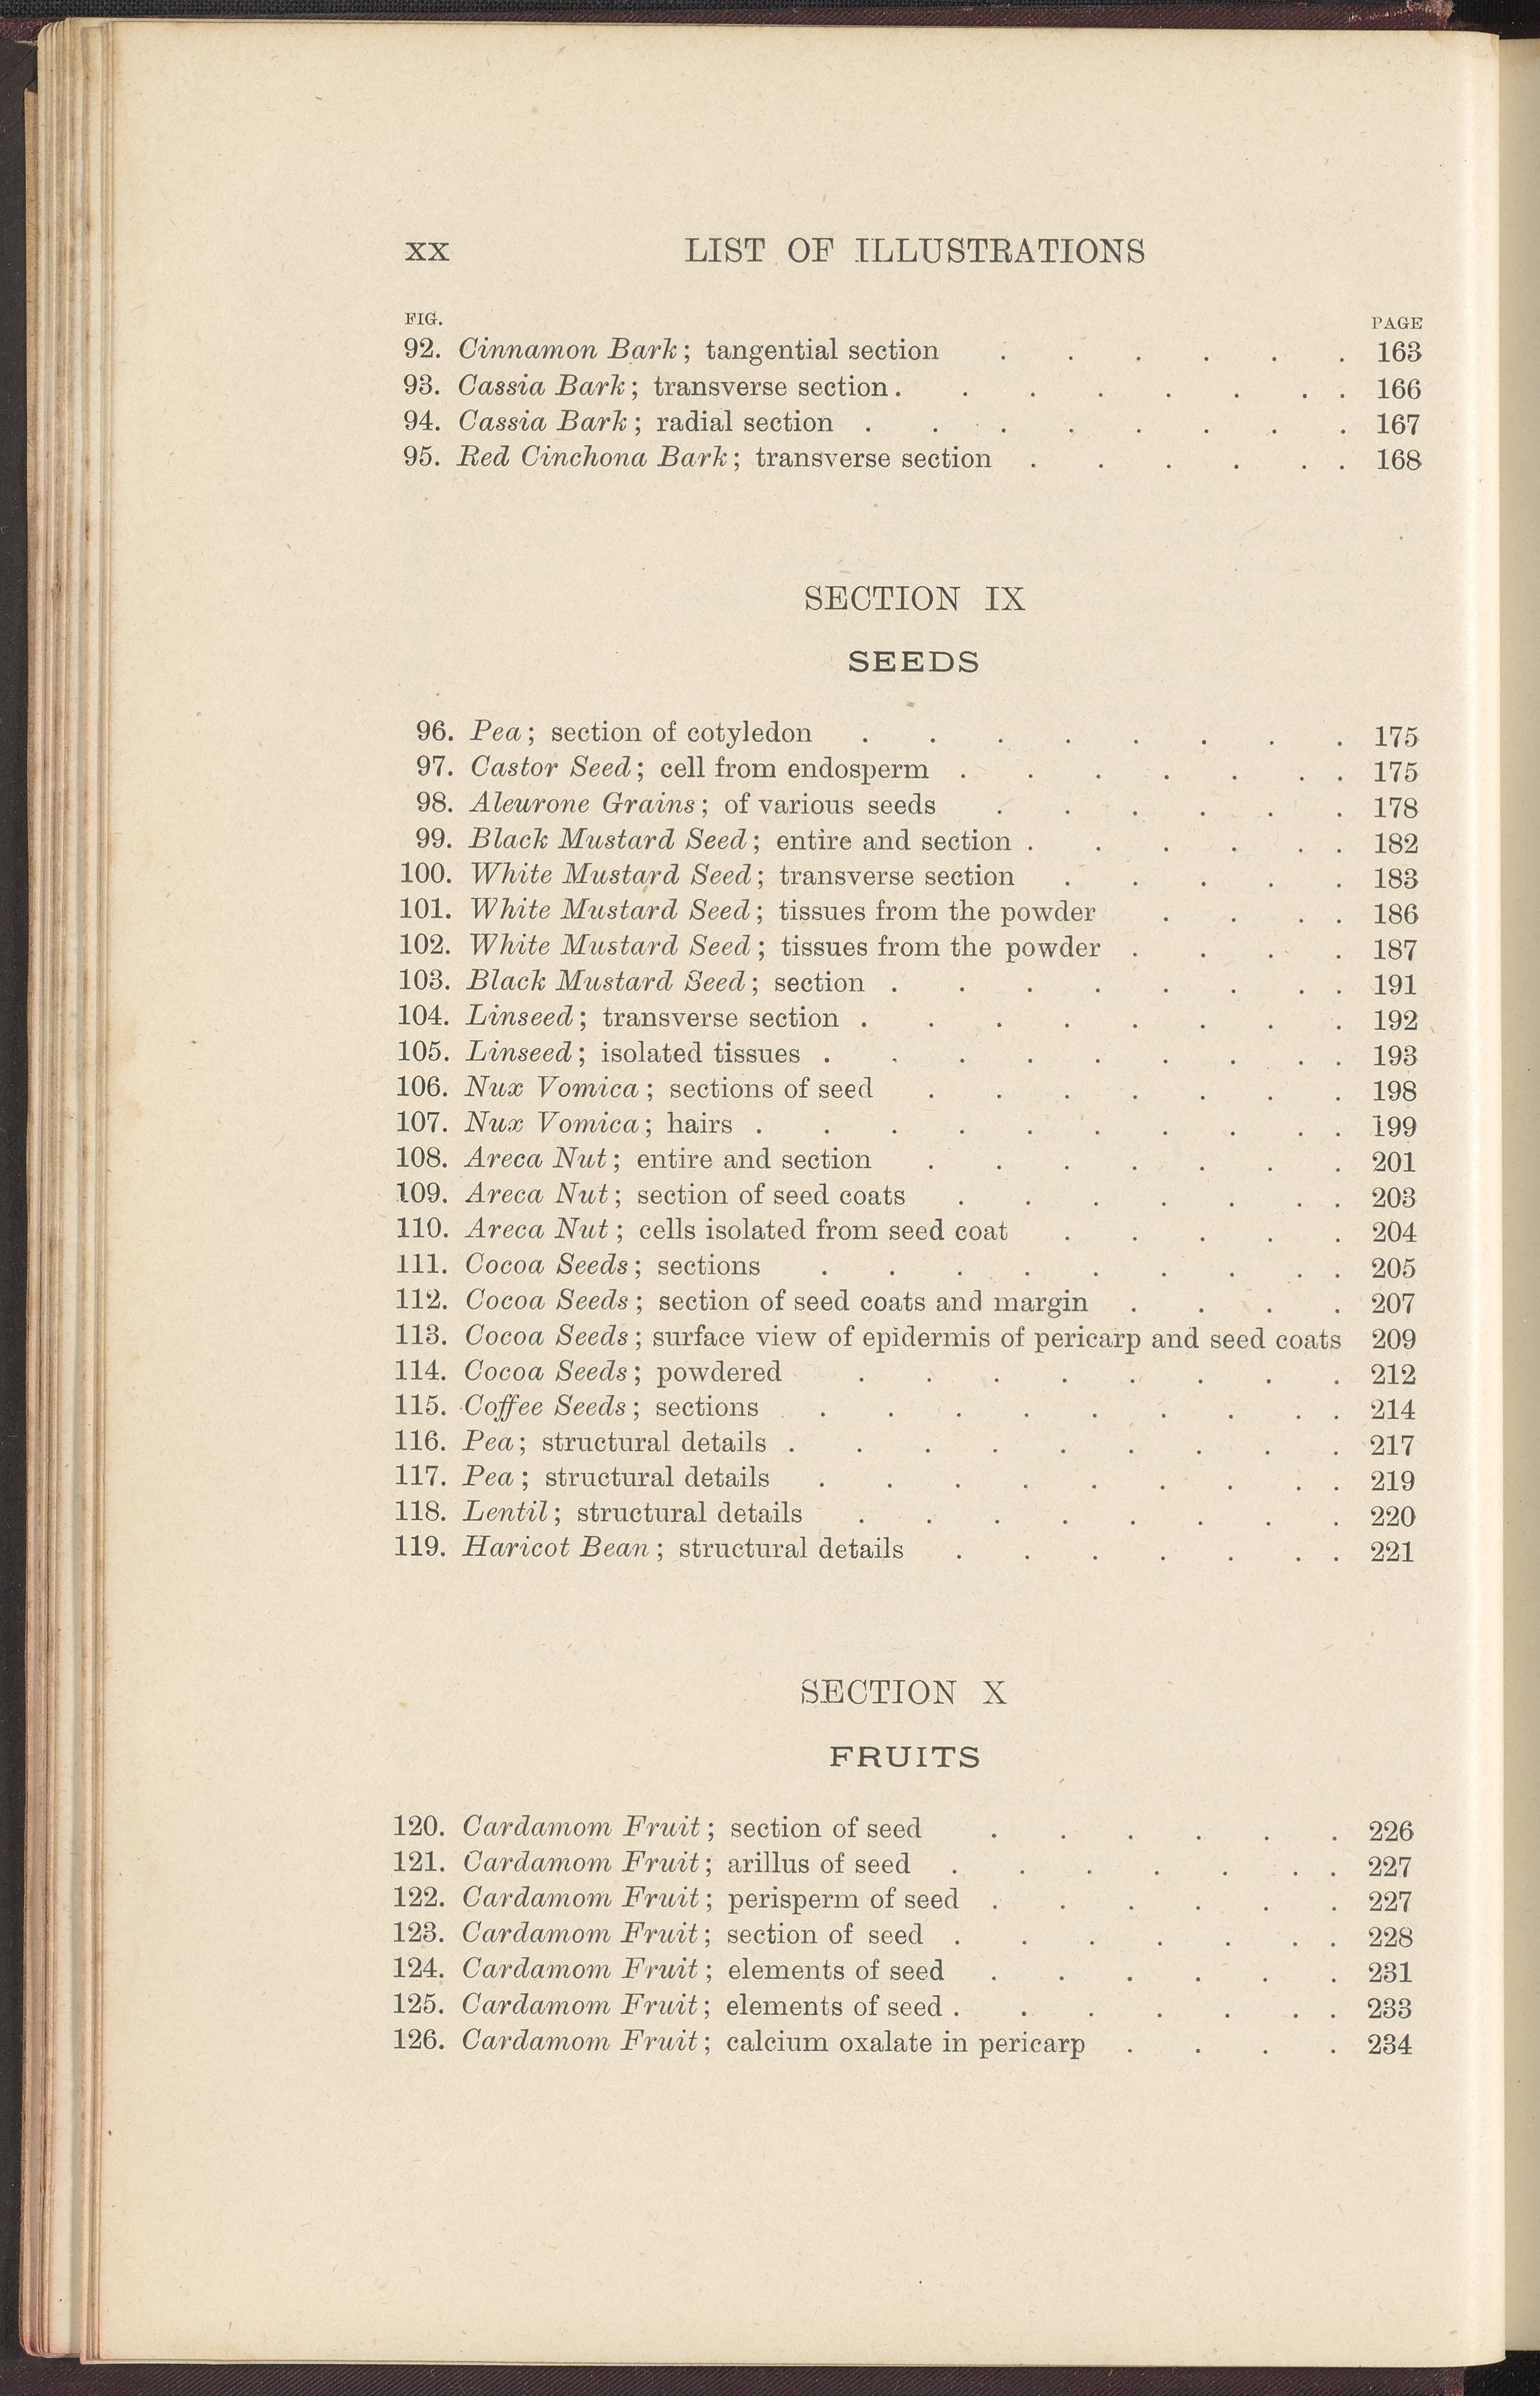 xx LIST OF ILLUSTRATIONS
FIG. PAGE
92. Cinnamon Bark; tangential section . . . . . . 163
93. Cassia Bark; transverse section . . . . . . . . 166
94. Cassia Bark; radial section . . . . . . . . 167
95. Red Cinchona Bark; transverse section . . . . . . 168
SECTION IX
SEEDS
96. Pea; section of cotyledon . . . . . . . . 175
97. Castor Seed; cell from endosperm . . . . . . . 175
98. Aleurone Grains; of various seeds . . . . . . 178
99. Black Mustard Seed; entire and section . . . . . . 182
100. White Mustard Seed; transverse section . . . . . 183
101. White Mustard Seed; tissues from the powder . . . . 186
102. White Mustard Seed; tissues from the powder . . . . 187
103. Black Mustard Seed; section . . . . . . . . 191
104. Linseed; transverse section . . . . . . . . 192
105. Linseed; isolated tissues . . . . . . . . . 193
106. Nux Vomica; sections of seed . . . . . . . 198
107. Nux Vomica; hairs . . . . . . . . . . 199
108. Areca Nut; entire and section . . . . . . . 201
109. Areca Nut; section of seed coats . . . . . . . 203
110. Areca Nut; cells isolated from seed coat . . . . . 204
111. Cocoa Seeds; sections . . . . . . . . . 205
112. Cocoa Seeds; section of seed coats and margin . . . . 207
113. Cocoa Seeds; surface view of epidermis of pericarp and seed coats 209
114. Cocoa Seeds; powdered . . . . . . . . 212
115. Coffee Seeds; sections . . . . . . . . . 214
116. Pea; structural details . . . . . . . . . 217
117. Pea; structural details . . . . . . . . . 219
118. Lentil; structural details . . . . . . . . 220
119. Haricot Bean; structural details . . . . . . . 221
SECTION X
FRUITS
120. Cardamom Fruit; section of seed . . . . . . 226
121. Cardamom Fruit; arillus of seed . . . . . . . 227
122. Cardamom Fruit; perisperm of seed . . . . . . 227
123. Cardamom Fruit; section of seed . . . . . . . 228
124. Cardamom Fruit; elements of seed . . . . . . 231
125. Cardamom Fruit; elements of seed . . . . . . . 233
126. Cardamom Fruit; calcium oxalate in pericarp . . . . 234